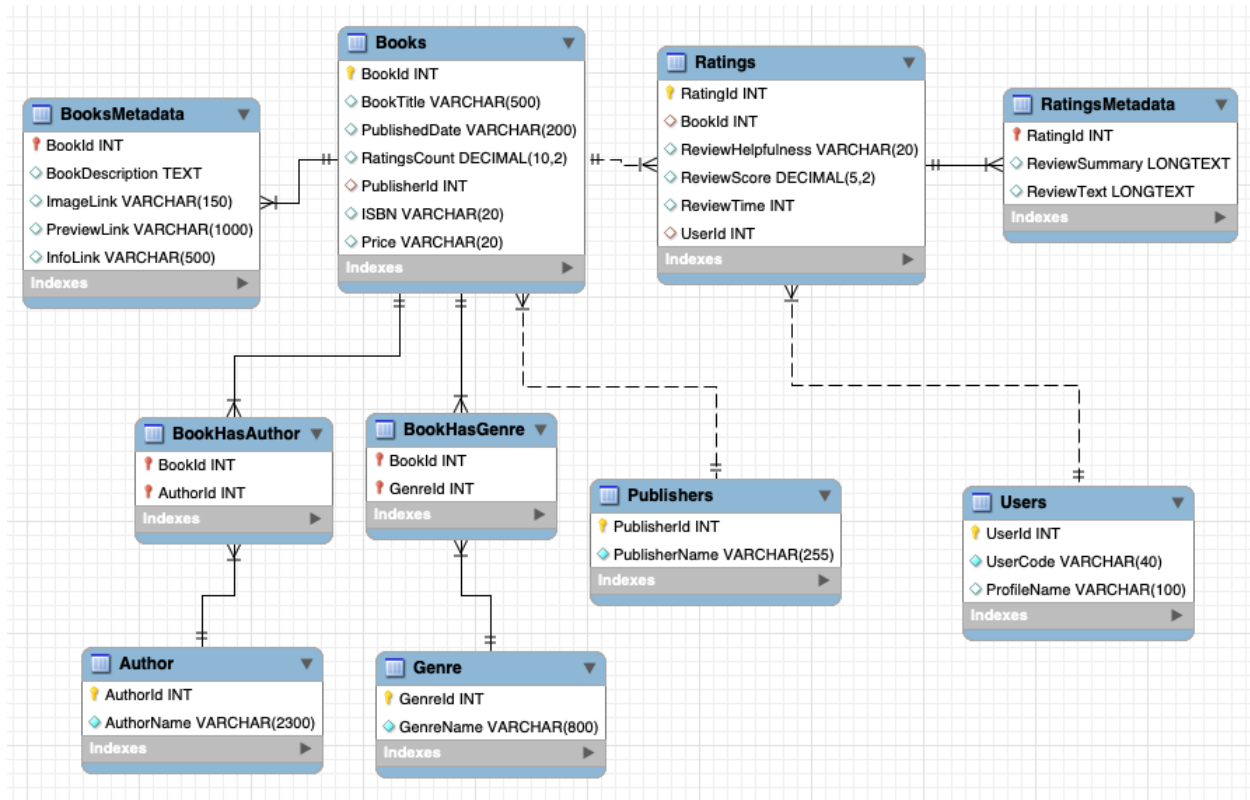 Books
BookId INT
BookTitle VARCHAR(500)
PublishedDate VARCHAR(200)
RatingsCount DECIMAL(10,2)
PublisherId INT
ISBN VARCHAR(20)
Price VARCHAR(20)
Indexes
Ratings
RatingId INT
BookId INT
ReviewHelpfulness VARCHAR(20)
ReviewScore DECIMAL(5,2)
ReviewTime INT
UserId INT
Indexes
BooksMetadata
BookId INT
BookDescription TEXT
ImageLink VARCHAR(150)
PreviewLink VARCHAR(1000)
InfoLink VARCHAR(500)
Indexes
RatingsMetadata
RatingId INT
ReviewSummary LONGTEXT
ReviewText LONGTEXT
Indexes
BookHasAuthor
BookId INT
AuthorId INT
Indexes
BookHasGenre
BookId INT
GenreId INT
Indexes
Publishers
PublisherId INT
PublisherName VARCHAR(255)
Indexes
Users
UserId INT
UserCode VARCHAR(40)
ProfileName VARCHAR(100)
Indexes
Author
AuthorId INT
AuthorName VARCHAR(2300)
Indexes
Genre
GenreId INT
GenreName VARCHAR(800)
Indexes